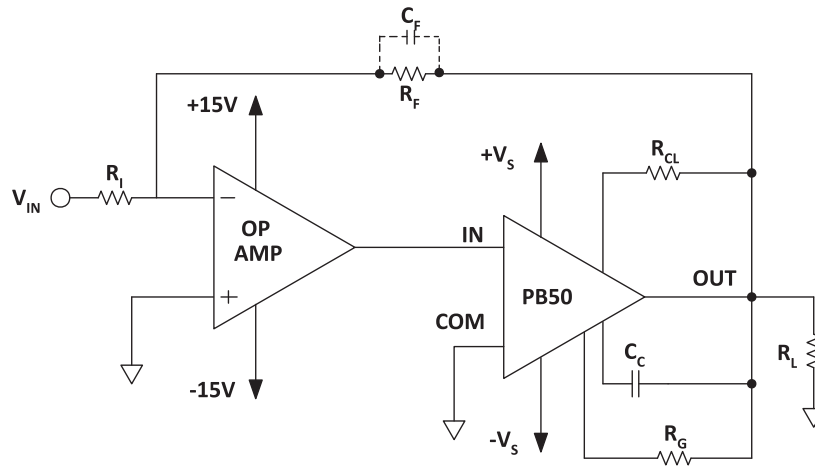 C_F
R_F
+15V
R_I
V_IN
−
OP
AMP
+
-15V
+V_S
R_CL
IN
PB50
OUT
COM
C_C
R_L
-V_S
R_G